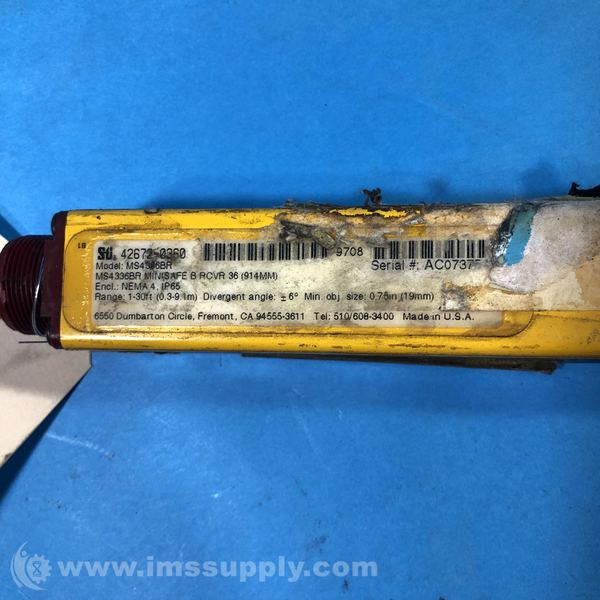 Sti 42672-0360
9708
Serial #: AC0737
Model: MS4336BR
MS4336BR MINISAFE B RCVR 36 (914MM)
Encl: NEMA 4, IP65
Range: 1-30ft (0.3-9.1m) Divergent angle: ± 6° Min. obj. size: 0.75in (19mm)
6550 Dumbarton Circle, Fremont, CA 94555-3611 Tel: 510/608-3400 Made in U.S.A.
www.imssupply.com